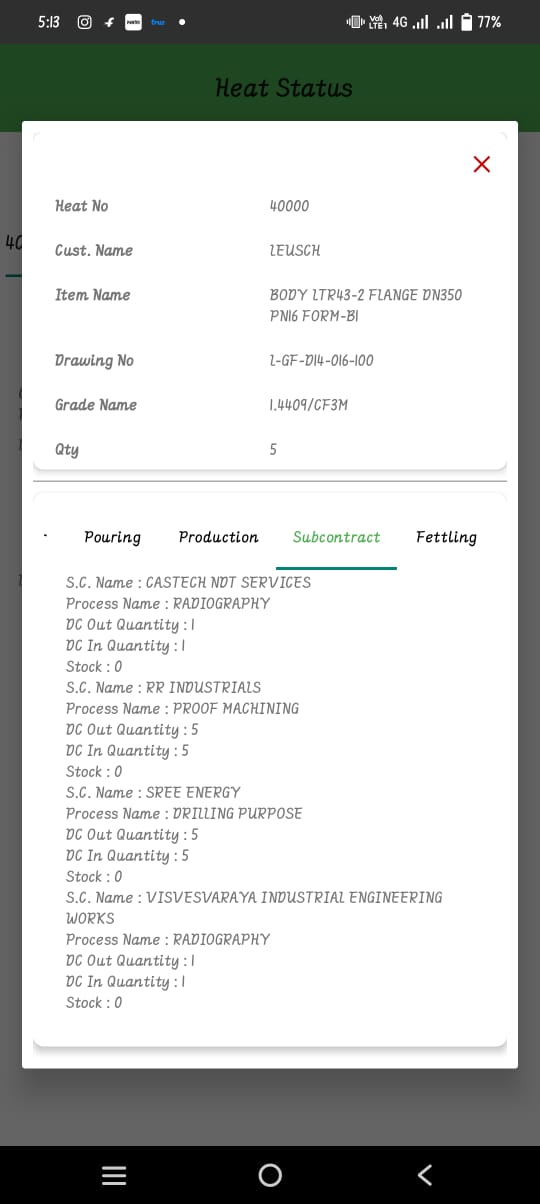 5:13
4G
77%
Heat Status
40
Heat No 40000
Cust. Name LEUSCH
Item Name BODY LTR43-2 FLANGE DN350
PN16 FORM-B1
Drawing No L-GF-D14-016-100
Grade Name 1.4409/CF3M
Qty 5
Pouring Production Subcontract Fettling
S.C. Name : CASTECH NDT SERVICES
Process Name : RADIOGRAPHY
DC Out Quantity : 1
DC In Quantity : 1
Stock : 0
S.C. Name : RR INDUSTRIALS
Process Name : PROOF MACHINING
DC Out Quantity : 5
DC In Quantity : 5
Stock : 0
S.C. Name : SREE ENERGY
Process Name : DRILLING PURPOSE
DC Out Quantity : 5
DC In Quantity : 5
Stock : 0
S.C. Name : VISVESVARAYA INDUSTRIAL ENGINEERING
WORKS
Process Name : RADIOGRAPHY
DC Out Quantity : 1
DC In Quantity : 1
Stock : 0